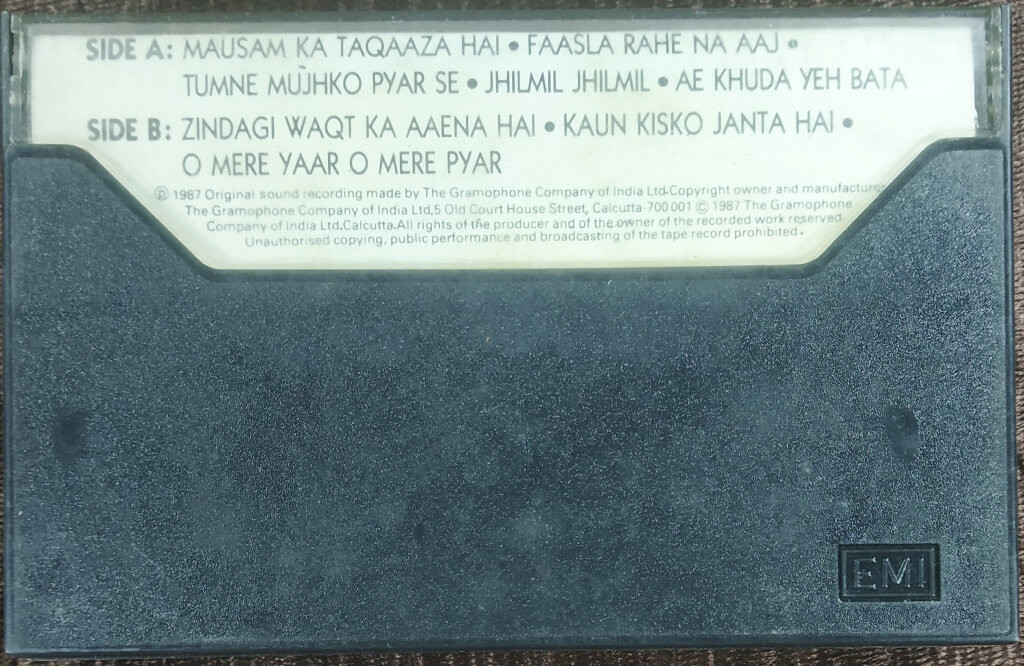 SIDE A: MAUSAM KA TAQAAZA HAI • FAASLA RAHE NA AAJ •
TUMNE MUJHKO PYAR SE • JHILMIL JHILMIL • AE KHUDA YEH BATA
SIDE B: ZINDAGI WAQT KA AAENA HAI • KAUN KISKO JANTA HAI •
O MERE YAAR O MERE PYAR
℗ 1987 Original sound recording made by The Gramophone Company of India Ltd.Copyright owner and manufacturer
The Gramophone Company of India Ltd,5 Old Court House Street, Calcutta-700 001 © 1987 The Gramophone
Company of India Ltd.Calcutta.All rights of the producer and of the owner of the recorded work reserved
Unauthorised copying, public performance and broadcasting of the tape record prohibited.
EMI